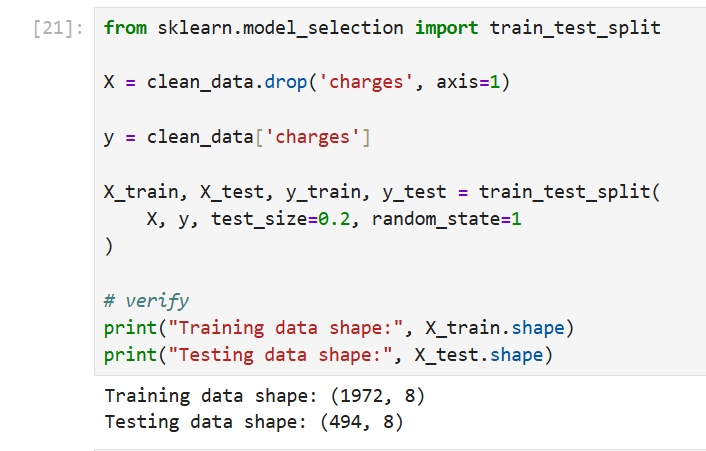 [21]: from sklearn.model_selection import train_test_split
X = clean_data.drop('charges', axis=1)
y = clean_data['charges']
X_train, X_test, y_train, y_test = train_test_split(
    X, y, test_size=0.2, random_state=1
)
# verify
print("Training data shape:", X_train.shape)
print("Testing data shape:", X_test.shape)
Training data shape: (1972, 8)
Testing data shape: (494, 8)